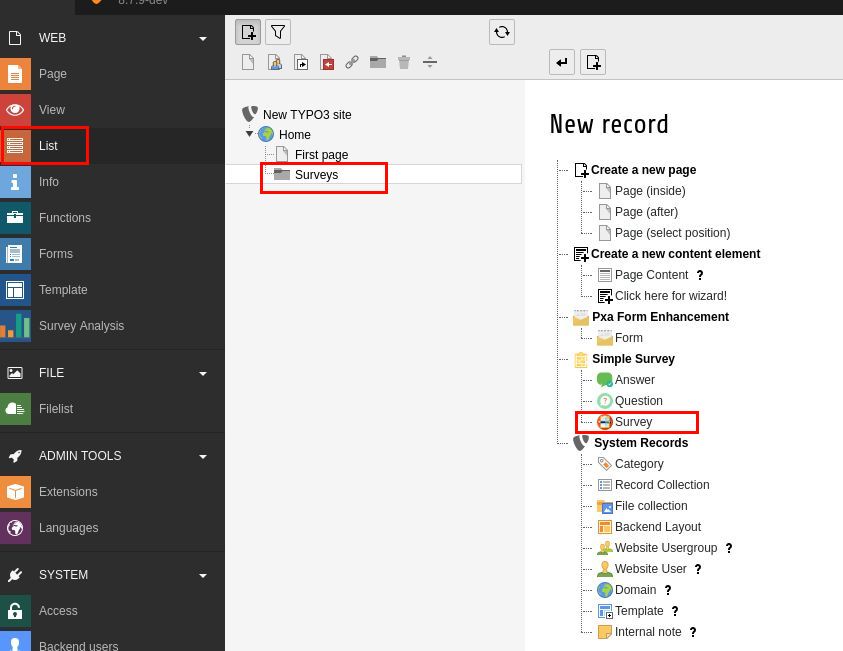 8.7.9-dev
WEB
Page
View
List
Info
Functions
Forms
Template
Survey Analysis
FILE
Filelist
ADMIN TOOLS
Extensions
Languages
SYSTEM
Access
Backend users
New TYPO3 site
Home
First page
Surveys
New record
Create a new page
Page (inside)
Page (after)
Page (select position)
Create a new content element
Page Content ?
Click here for wizard!
Pxa Form Enhancement
Form
Simple Survey
Answer
Question
Survey
System Records
Category
Record Collection
File collection
Backend Layout
Website Usergroup ?
Website User ?
Domain ?
Template ?
Internal note ?